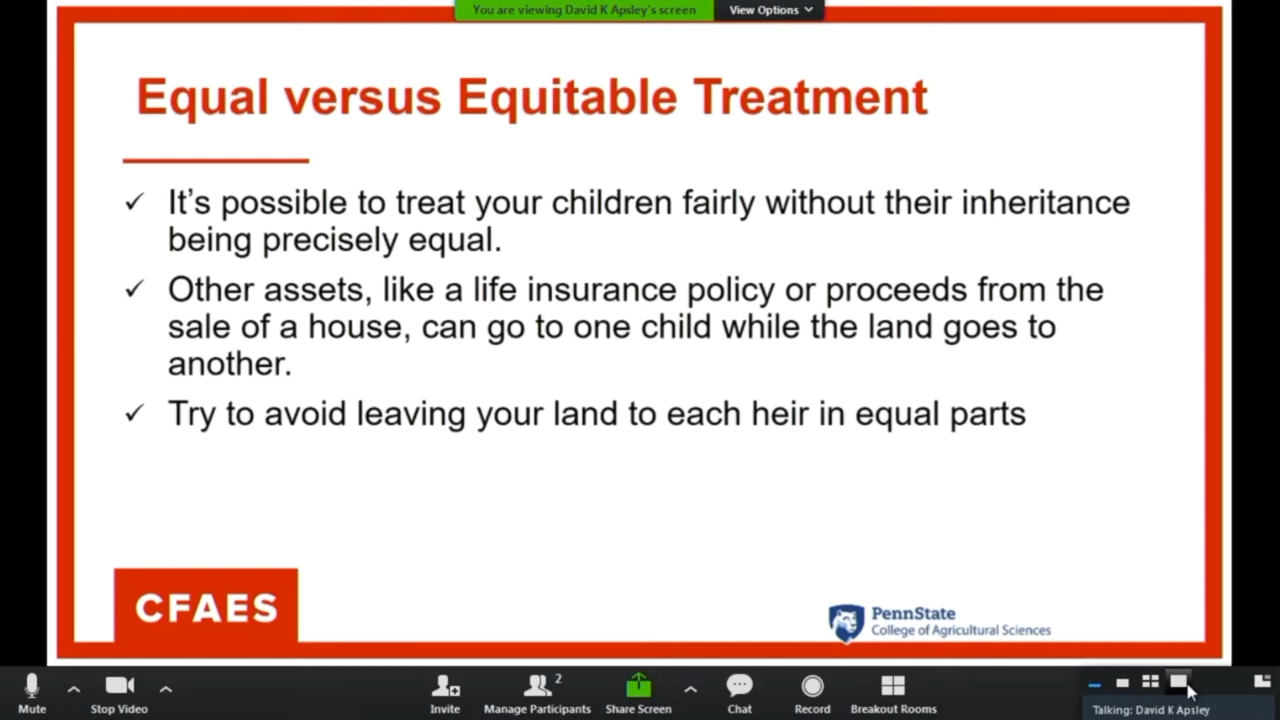 You are viewing David K Apsley's screen
View Options
Equal versus Equitable Treatment
✓ It's possible to treat your children fairly without their inheritance
being precisely equal.
✓ Other assets, like a life insurance policy or proceeds from the
sale of a house, can go to one child while the land goes to
another.
✓ Try to avoid leaving your land to each heir in equal parts
CFAES
PennState
College of Agricultural Sciences
2
Mute
Stop Video
Invite
Manage Participants
Share Screen
Chat
Record
Breakout Rooms
Talking: David K Apsley